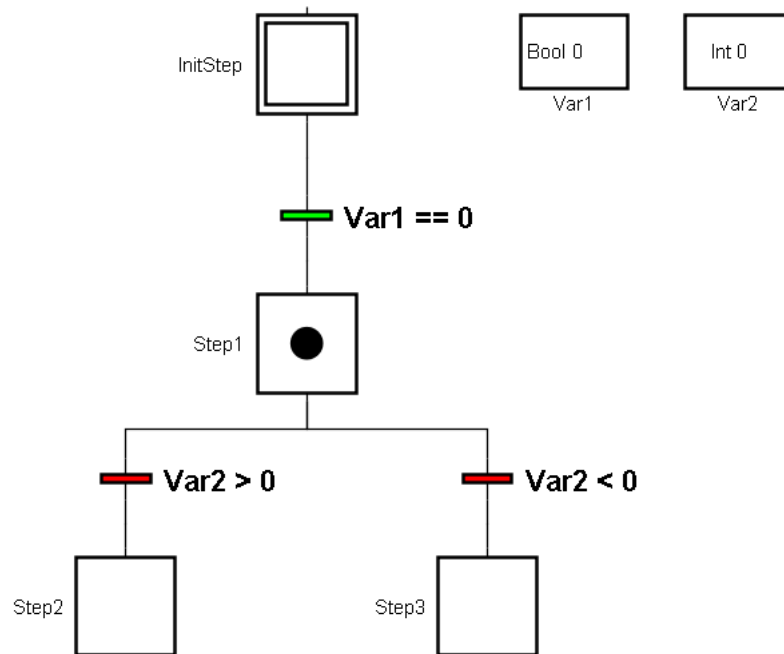 InitStep
Bool 0
Int 0
Var1
Var2
Var1 == 0
Step1
Var2 > 0
Var2 < 0
Step2
Step3